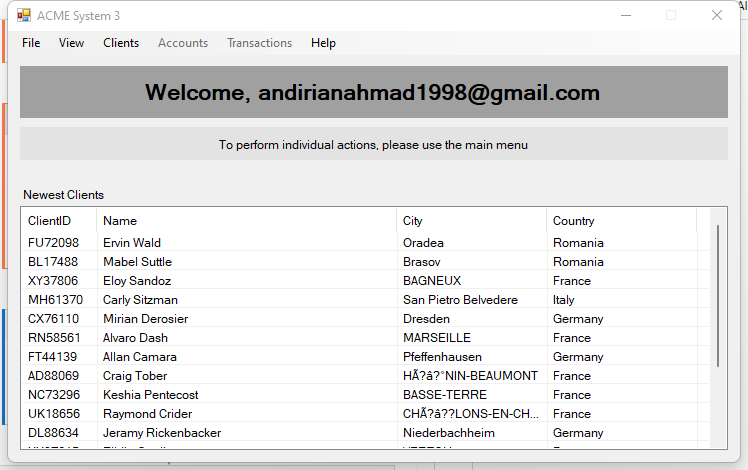 ACME System 3
File View Clients Accounts Transactions Help
Welcome, andirianahmad1998@gmail.com
To perform individual actions, please use the main menu
Newest Clients
ClientID Name City Country
FU72098 Ervin Wald Oradea Romania
BL17488 Mabel Suttle Brasov Romania
XY37806 Eloy Sandoz BAGNEUX France
MH61370 Carly Sitzman San Pietro Belvedere Italy
CX76110 Mirian Derosier Dresden Germany
RN58561 Alvaro Dash MARSEILLE France
FT44139 Allan Camara Pfeffenhausen Germany
AD88069 Craig Tober HÃ?â?°NIN-BEAUMONT France
NC73296 Keshia Pentecost BASSE-TERRE France
UK18656 Raymond Crider CHÃ?â??LONS-EN-CH... France
DL88634 Jeramy Rickenbacker Niederbachheim Germany